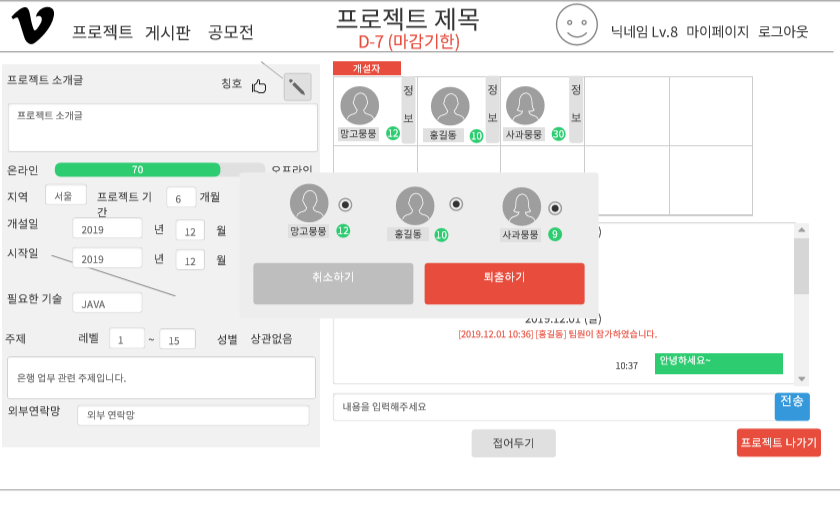 프로젝트 게시판 공모전
프로젝트 제목
D-7 (마감기한)
닉네임 Lv.8 마이페이지 로그아웃
프로젝트 소개글
칭호
프로젝트 소개글
온라인
70
오프라인
지역
서울
프로젝트 기
간
6
개월
개설일
2019
년
12
월
시작일
2019
년
12
월
필요한 기술
JAVA
주제
레벨
1
~
15
성별
상관없음
은행 업무 관련 주제입니다.
외부연락망
외부 연락망
개설자
망고뭉뭉
12
정
보
홍길동
10
정
보
사과뭉뭉
30
정
보
망고뭉뭉
12
홍길동
10
사과뭉뭉
9
취소하기
퇴출하기
)
2019.12.01 (일)
[2019.12.01 10:36] [홍길동] 팀원이 참가하였습니다.
10:37
안녕하세요~
내용을 입력해주세요
전송
접어두기
프로젝트 나가기